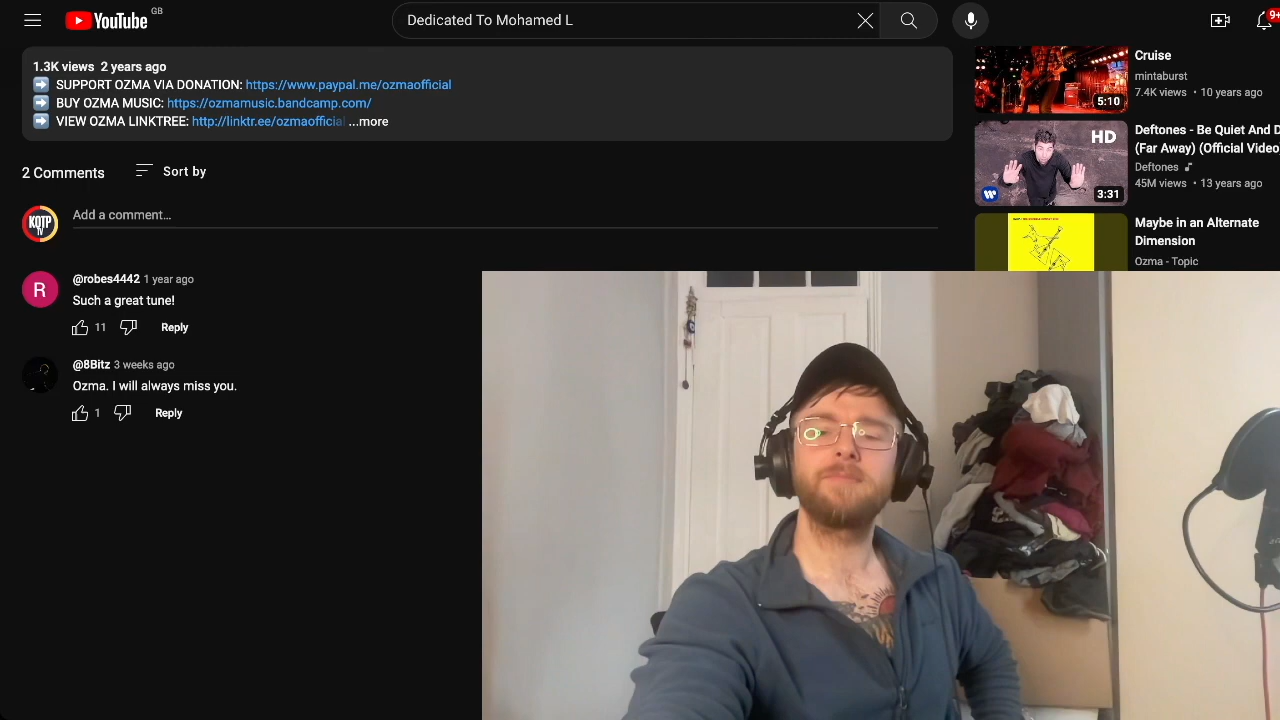 YouTube GB
Dedicated To Mohamed L
9+
1.3K views 2 years ago
SUPPORT OZMA VIA DONATION: https://www.paypal.me/ozmaofficial
BUY OZMA MUSIC: https://ozmamusic.bandcamp.com/
VIEW OZMA LINKTREE: http://linktr.ee/ozmaofficial ...more
2 Comments
Sort by
KOTP
TV
Add a comment...
R
@robes4442 1 year ago
Such a great tune!
11
Reply
@8Bitz 3 weeks ago
Ozma. I will always miss you.
1
Reply
5:10
Cruise
mintaburst
7.4K views • 10 years ago
HD
3:31
Deftones - Be Quiet And D
(Far Away) (Official Video
Deftones
45M views • 13 years ago
Maybe in an Alternate
Dimension
Ozma - Topic